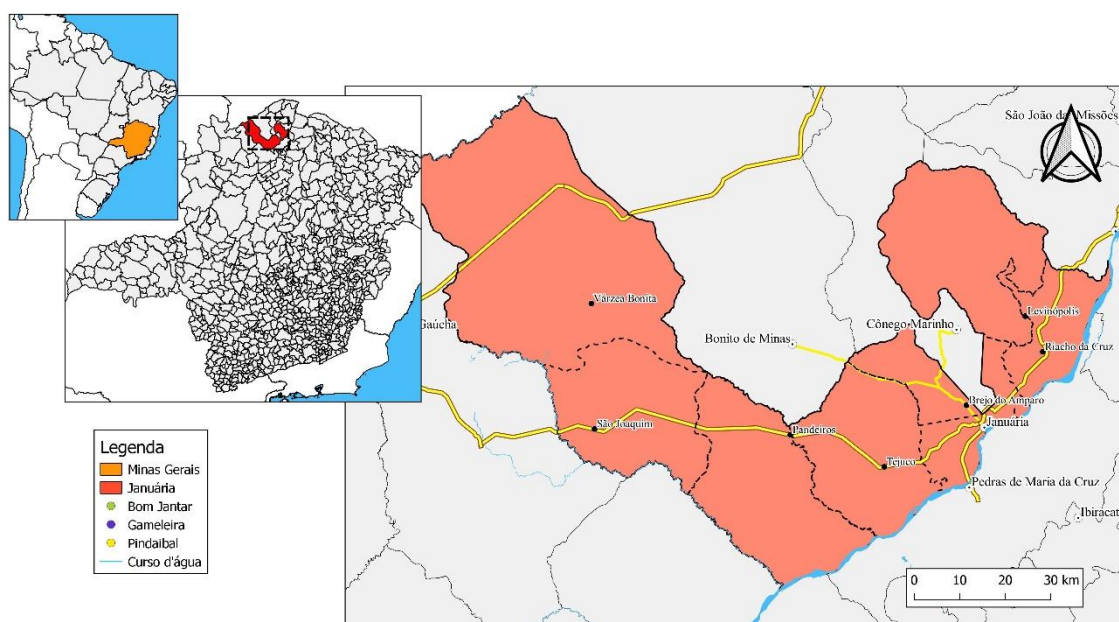 São João das Missões
Várzea Bonita
Levinópolis
Gaúcha
Cônego Marinho
Bonito de Minas
Riacho da Cruz
Brejo do Amparo
São Joaquim
Januária
Pandeiros
Tejuco
Pedras de Maria da Cruz
Ibiracat
Legenda
Minas Gerais
Januária
Bom Jantar
Gameleira
Pindaibal
Curso d'água
0 10 20 30 km